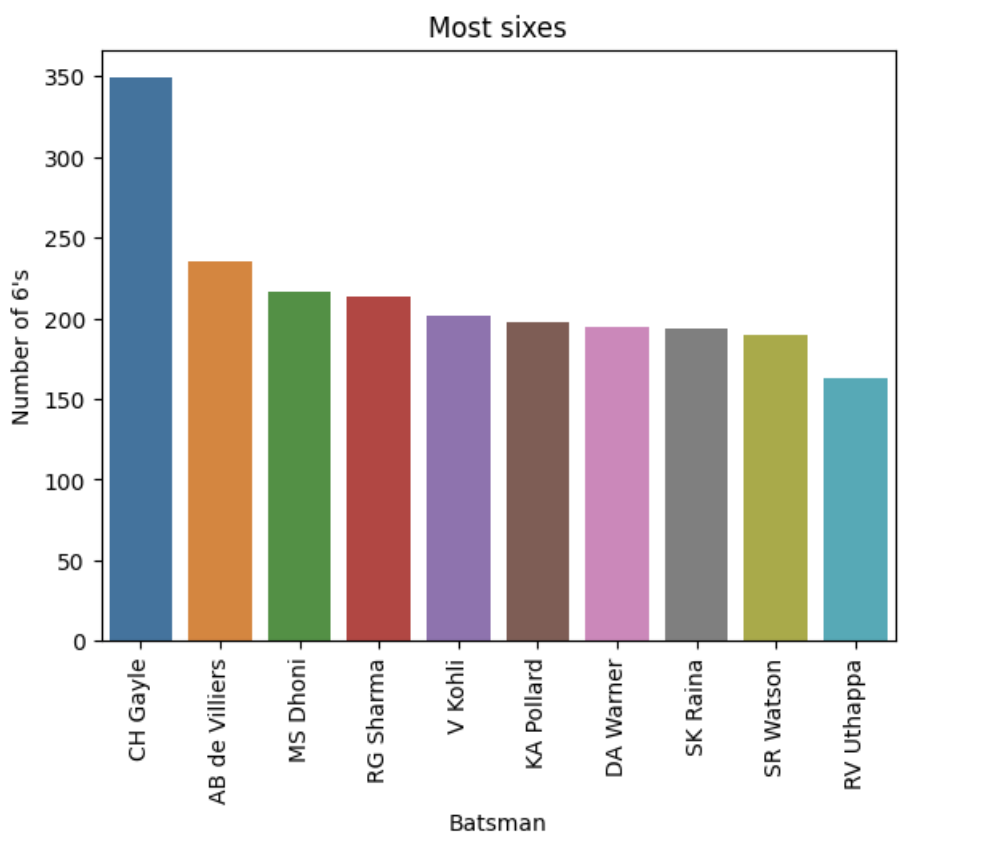 Most sixes
Number of 6's
350
300
250
200
150
100
50
0
CH Gayle
AB de Villiers
MS Dhoni
RG Sharma
V Kohli
KA Pollard
DA Warner
SK Raina
SR Watson
RV Uthappa
Batsman